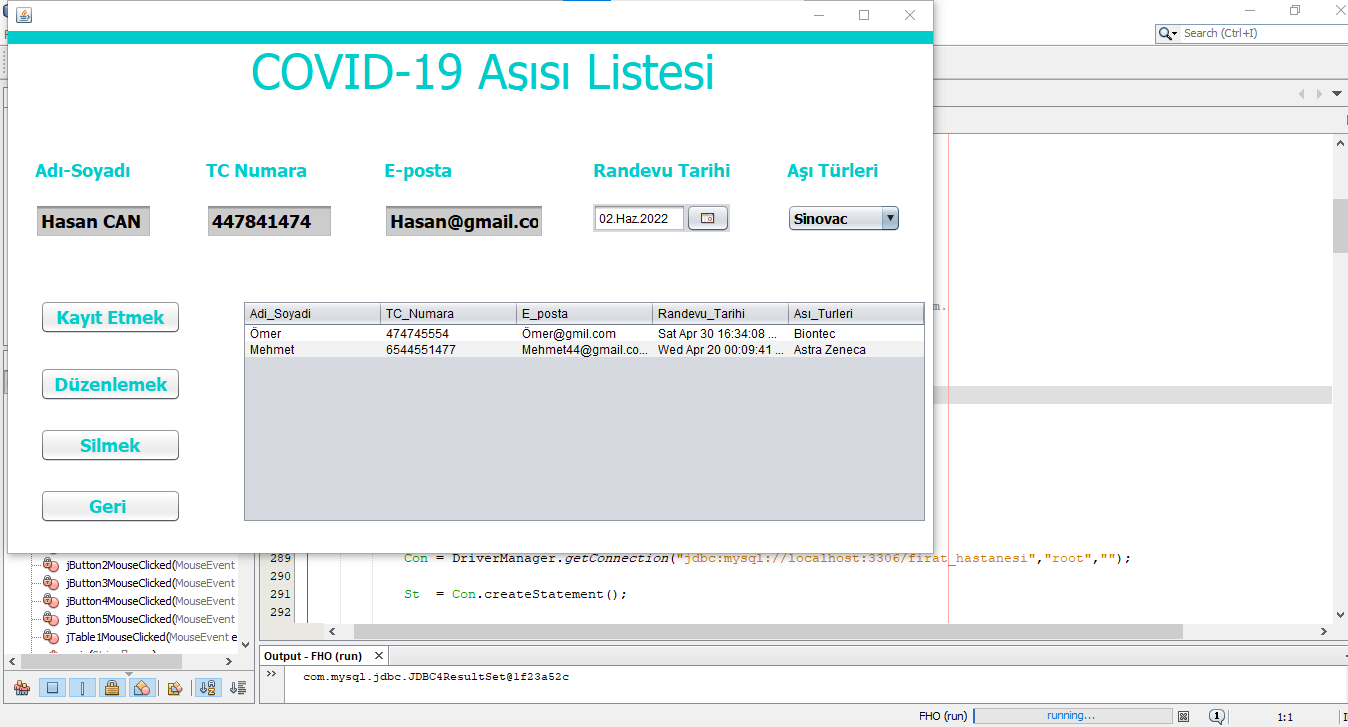 COVID-19 Aşısı Listesi
Search (Ctrl+I)
Adı-Soyadı TC Numara E-posta Randevu Tarihi Aşı Türleri
Hasan CAN 447841474 Hasan@gmail.co 02.Haz.2022 Sinovac
Kayıt Etmek
Düzenlemek
Silmek
Geri
Adi_Soyadi TC_Numara E_posta Randevu_Tarihi Ası_Turleri
Ömer 474745554 Ömer@gmil.com Sat Apr 30 16:34:08 ... Biontec
Mehmet 6544551477 Mehmet44@gmail.co... Wed Apr 20 00:09:41 ... Astra Zeneca
m.
289 Con = DriverManager.getConnection("jdbc:mysql://localhost:3306/firat_hastanesi","root","");
290
291 St = Con.createStatement();
292
jButton2MouseClicked(MouseEvent
jButton3MouseClicked(MouseEvent
jButton4MouseClicked(MouseEvent
jButton5MouseClicked(MouseEvent
jTable1MouseClicked(MouseEvent e
Output - FHO (run)
com.mysql.jdbc.JDBC4ResultSet@1f23a52c
FHO (run) running... 1 1:1